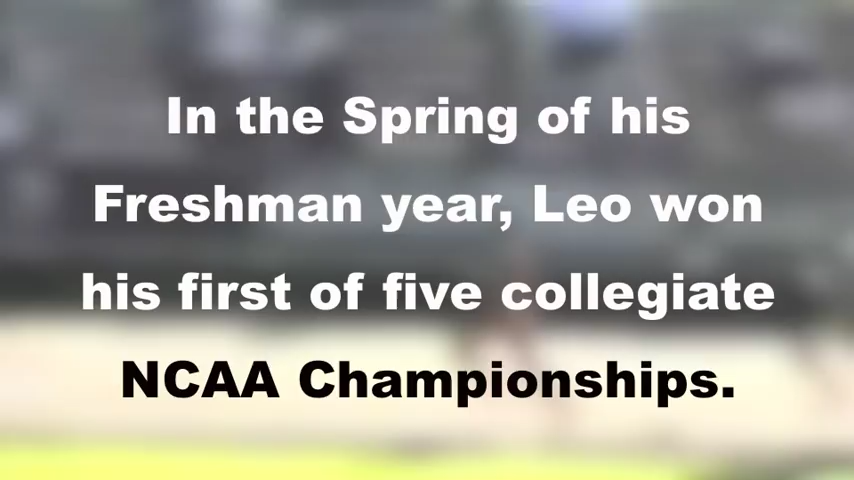 In the Spring of his
Freshman year, Leo won
his first of five collegiate
NCAA Championships.